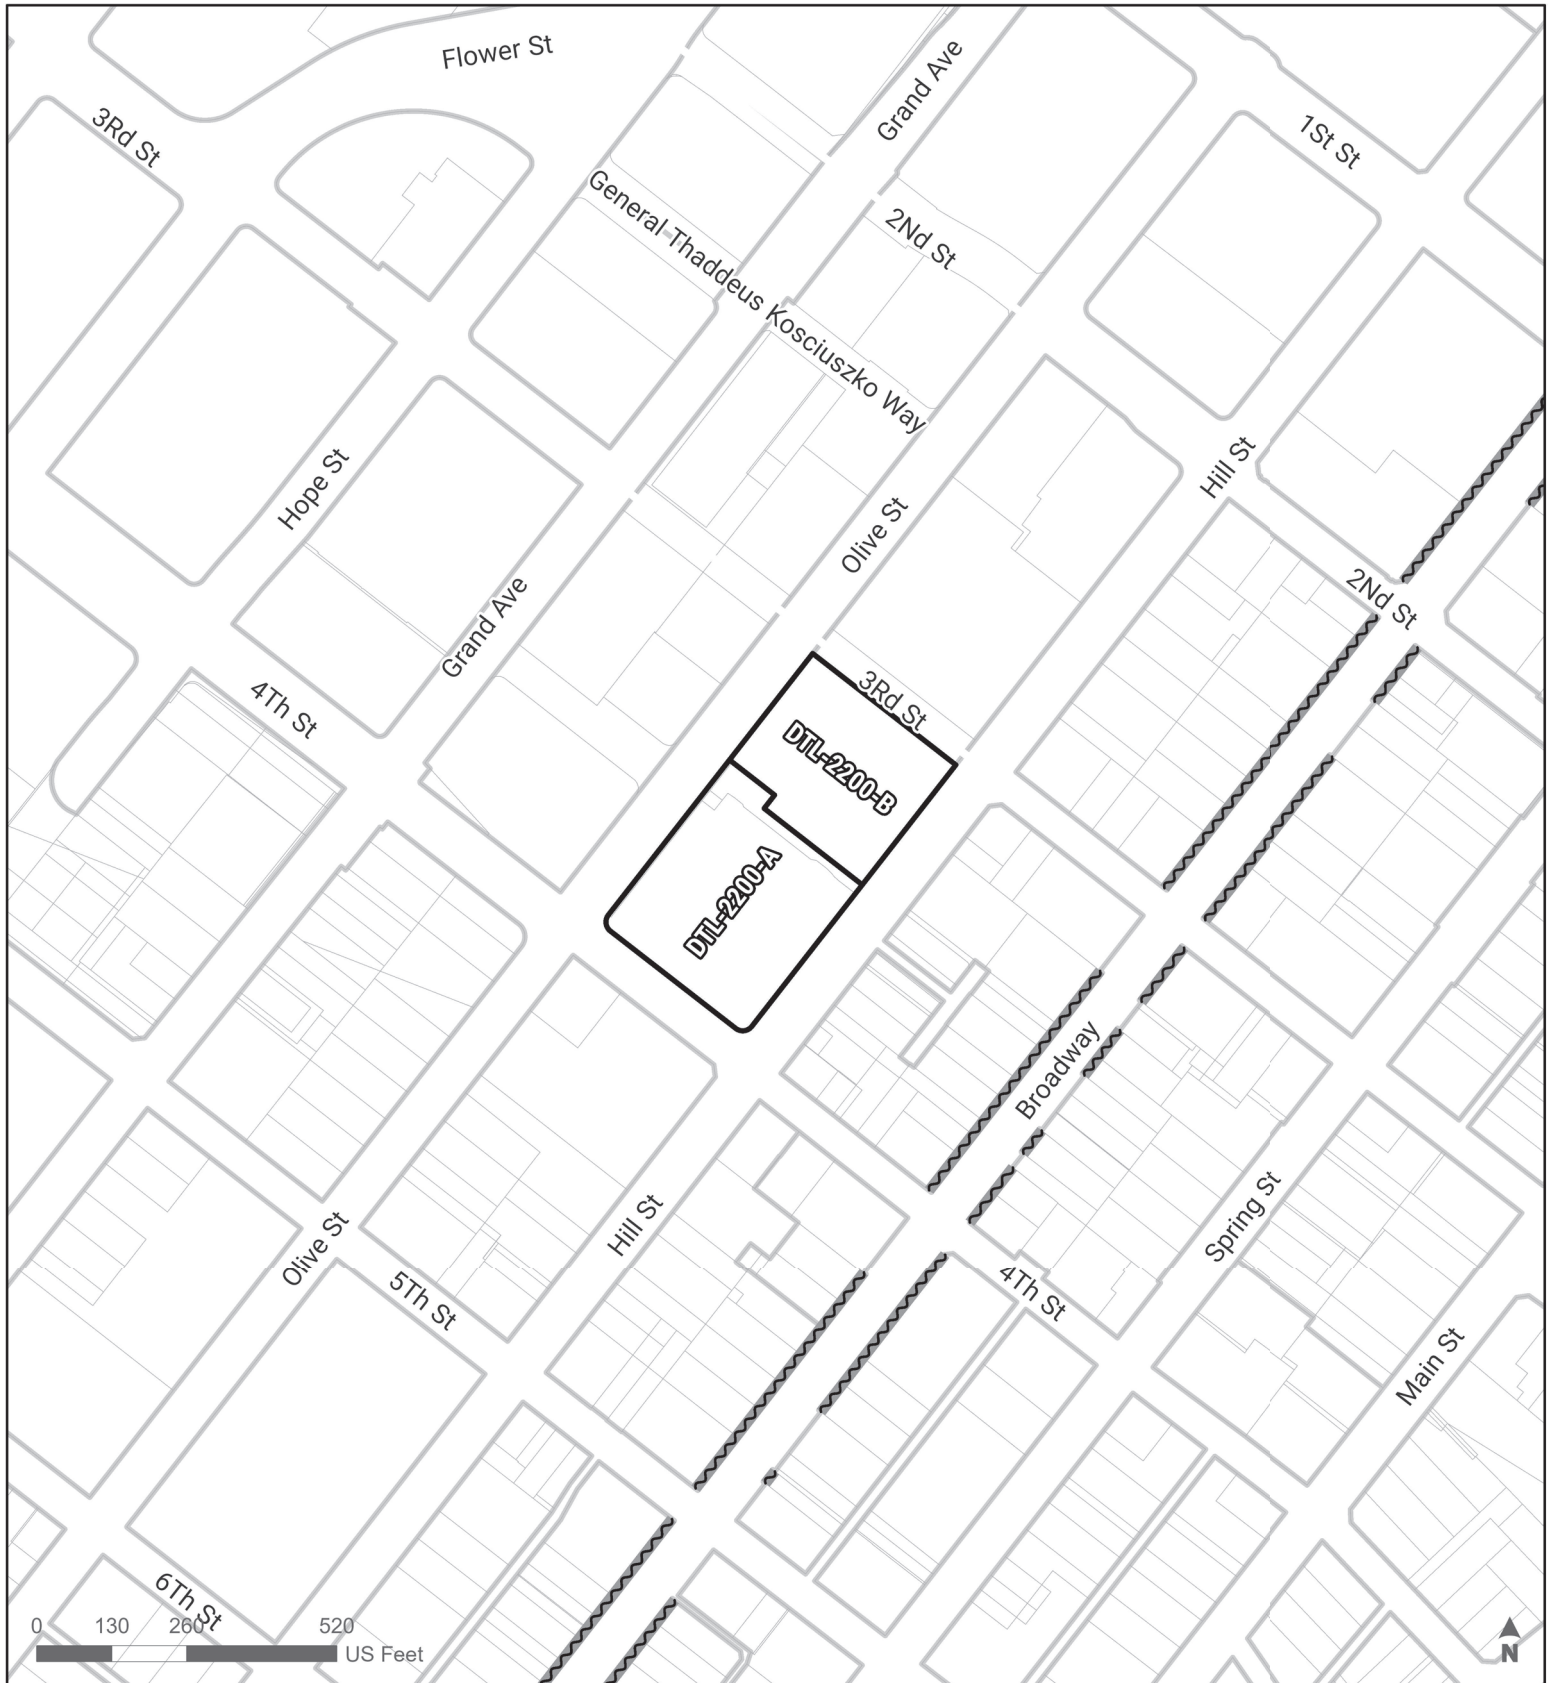 Flower St
Grand Ave
3Rd St
1St St
General Thaddeus Kosciuszko Way
2Nd St
Hill St
Hope St
Olive St
2Nd St
Grand Ave
3Rd St
4Th St
DTL-2200-B
DTL-2200-A
Broadway
Spring St
Hill St
Olive St
5Th St
4Th St
Main St
6Th St
0 130 260 520
US Feet
N